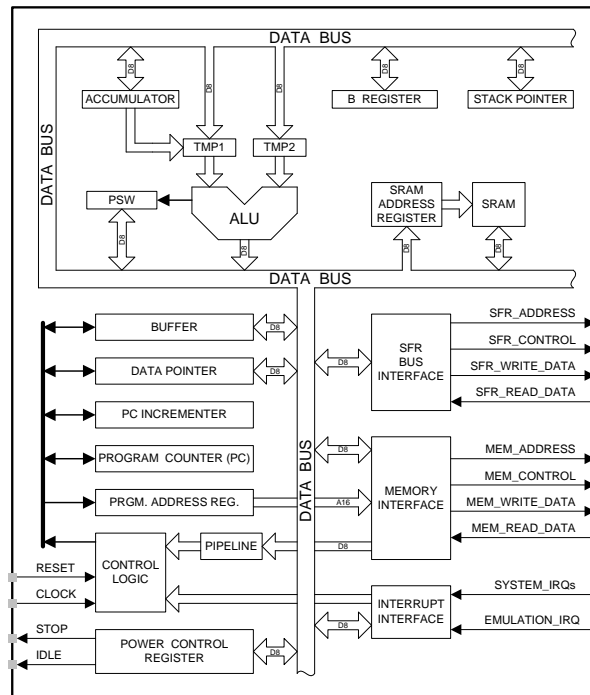 DATA BUS
D8
D8
D8
D8
D8
ACCUMULATOR
B REGISTER
STACK POINTER
DATA BUS
TMP1
TMP2
PSW
ALU
SRAM
ADDRESS
REGISTER
SRAM
D8
D8
D8
D8
DATA BUS
BUFFER
D8
DATA POINTER
D8
PC INCREMENTER
PROGRAM COUNTER (PC)
PRGM. ADDRESS REG.
A16
CONTROL
LOGIC
PIPELINE
D8
RESET
CLOCK
STOP
IDLE
POWER CONTROL
REGISTER
D8
DATA BUS
D8
SFR
BUS
INTERFACE
SFR_ADDRESS
SFR_CONTROL
SFR_WRITE_DATA
SFR_READ_DATA
D8
MEMORY
INTERFACE
MEM_ADDRESS
MEM_CONTROL
MEM_WRITE_DATA
MEM_READ_DATA
INTERRUPT
INTERFACE
D8
SYSTEM_IRQs
EMULATION_IRQ